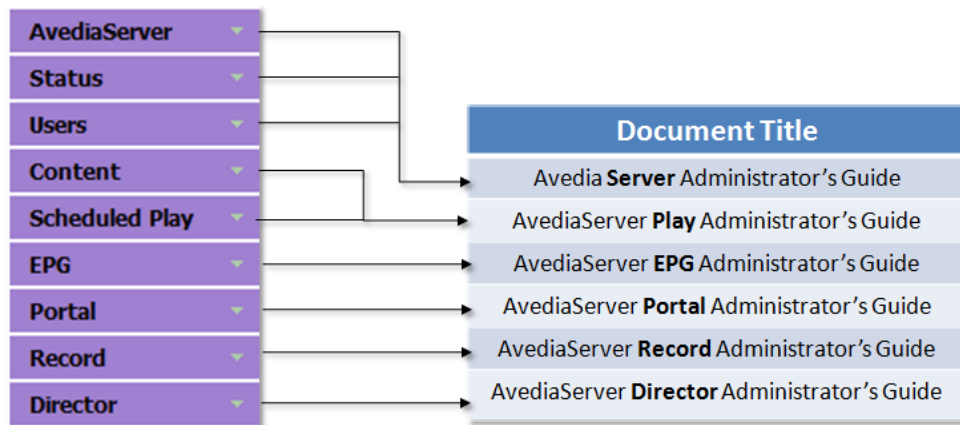 AvediaServer
Status
Users
Content
Scheduled Play
EPG
Portal
Record
Director
Document Title
Avedia Server Administrator’s Guide
AvediaServer Play Administrator’s Guide
AvediaServer EPG Administrator’s Guide
AvediaServer Portal Administrator’s Guide
AvediaServer Record Administrator’s Guide
AvediaServer Director Administrator’s Guide